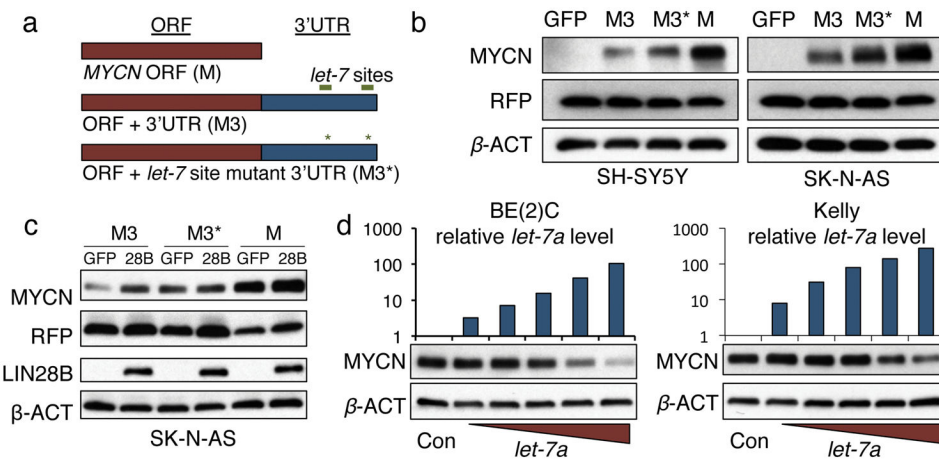 a
ORF 3'UTR
MYCN ORF (M)
let-7 sites
ORF + 3'UTR (M3)
* *
ORF + let-7 site mutant 3'UTR (M3*)
b
GFP M3 M3* M GFP M3 M3* M
MYCN
RFP
β-ACT
SH-SY5Y SK-N-AS
c
M3 M3* M
GFP 28B GFP 28B GFP 28B
MYCN
RFP
LIN28B
β-ACT
SK-N-AS
d
BE(2)C
relative let-7a level
1000
100
10
1
MYCN
β-ACT
Con let-7a
Kelly
relative let-7a level
1000
100
10
1
MYCN
β-ACT
Con let-7a